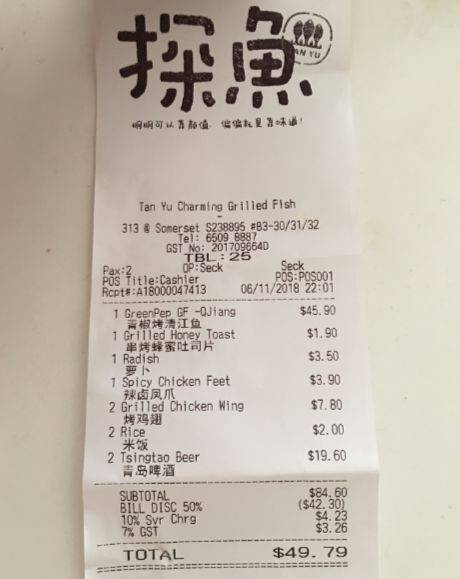 探魚
TAN YU
明明可以靠顏值 偏偏就是靠味道!
Tan Yu Charming Grilled Fish
-
313 @ Somerset S238895 #B3-30/31/32
Tel: 6509 8887
GST No: 201709664D
TBL:25
Pax:2 OP:Seck Seck
POS Title:Cashier POS:POS001
Rcpt#:A18000047413 06/11/2018 22:01
1 GreenPep GF -QJiang $45.90
青椒烤清江鱼
1 Grilled Honey Toast $1.90
串烤蜂蜜吐司片
1 Radish $3.50
萝卜
1 Spicy Chicken Feet $3.90
辣卤凤爪
2 Grilled Chicken Wing $7.80
烤鸡翅
2 Rice $2.00
米饭
2 Tsingtao Beer $19.60
青岛啤酒
SUBTOTAL $84.60
BILL DISC 50% ($42.30)
10% Svr Chrg $4.23
7% GST $3.26
TOTAL $49.79